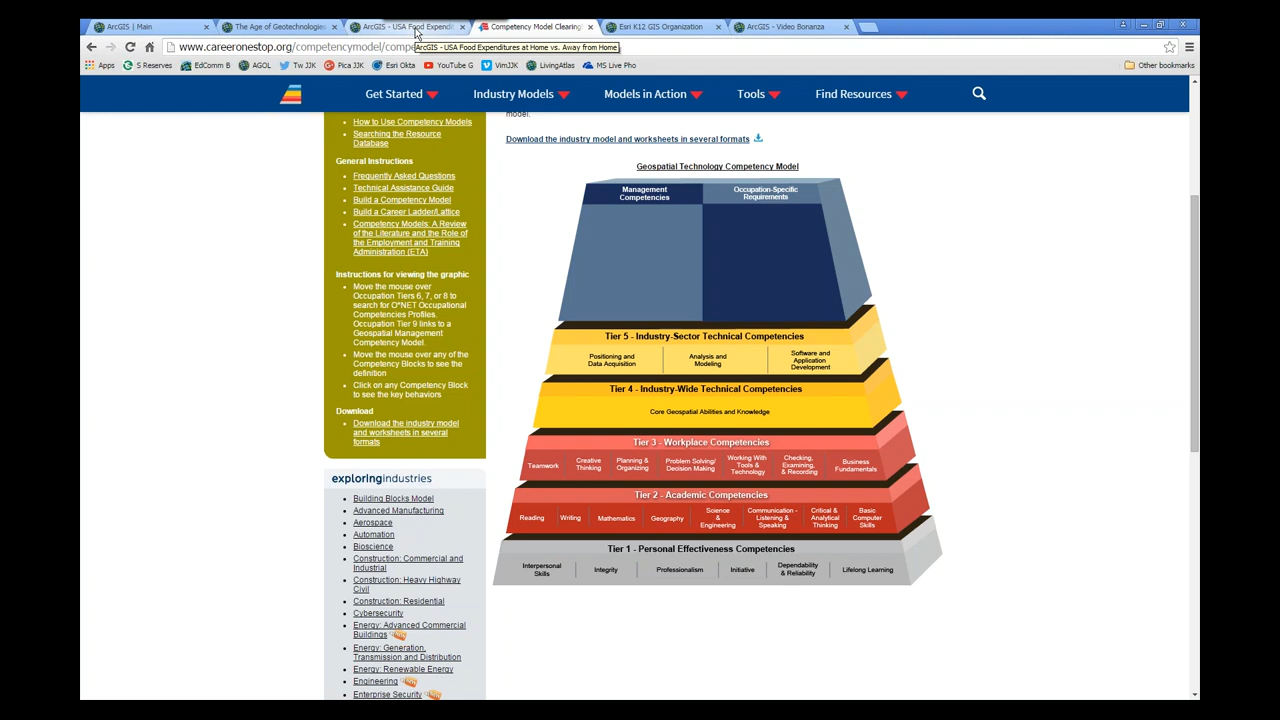 ArcGIS | Main
The Age of Geotechnologies
ArcGIS - USA Food Expendi
Competency Model Clearing
Esri K12 GIS Organization
ArcGIS - Video Bonanza
www.careeronestop.org/competencymodel/compe
ArcGIS - USA Food Expenditures at Home vs. Away from Home
Apps
S Reserves
EdComm B
AGOL
Tw JJK
Pica JJK
Esri Okta
YouTube G
VimJJK
LivingAtlas
MS Live Pho
Other bookmarks
Get Started
Industry Models
Models in Action
Tools
Find Resources
How to Use Competency Models
Searching the Resource
Database
General Instructions
Frequently Asked Questions
Technical Assistance Guide
Build a Competency Model
Build a Career Ladder/Lattice
Competency Models: A Review
of the Literature and the Role of
the Employment and Training
Administration (ETA)
Instructions for viewing the graphic
Move the mouse over
Occupation Tiers 6, 7, or 8 to
search for O*NET Occupational
Competencies Profiles.
Occupation Tier 9 links to a
Geospatial Management
Competency Model.
Move the mouse over any of the
Competency Blocks to see the
definition
Click on any Competency Block
to see the key behaviors
Download
Download the industry model
and worksheets in several
formats
exploringindustries
Building Blocks Model
Advanced Manufacturing
Aerospace
Automation
Bioscience
Construction: Commercial and
Industrial
Construction: Heavy Highway
Civil
Construction: Residential
Cybersecurity
Energy: Advanced Commercial
Buildings
Energy: Generation,
Transmission and Distribution
Energy: Renewable Energy
Engineering
Enterprise Security
model.
Download the industry model and worksheets in several formats
Geospatial Technology Competency Model
Management
Competencies
Occupation-Specific
Requirements
Tier 5 - Industry-Sector Technical Competencies
Positioning and
Data Acquisition
Analysis and
Modeling
Software and
Application
Development
Tier 4 - Industry-Wide Technical Competencies
Core Geospatial Abilities and Knowledge
Tier 3 - Workplace Competencies
Teamwork
Creative
Thinking
Planning &
Organizing
Problem Solving/
Decision Making
Working With
Tools &
Technology
Checking,
Examining,
& Recording
Business
Fundamentals
Tier 2 - Academic Competencies
Reading
Writing
Mathematics
Geography
Science
&
Engineering
Communication -
Listening &
Speaking
Critical &
Analytical
Thinking
Basic
Computer
Skills
Tier 1 - Personal Effectiveness Competencies
Interpersonal
Skills
Integrity
Professionalism
Initiative
Dependability
& Reliability
Lifelong Learning